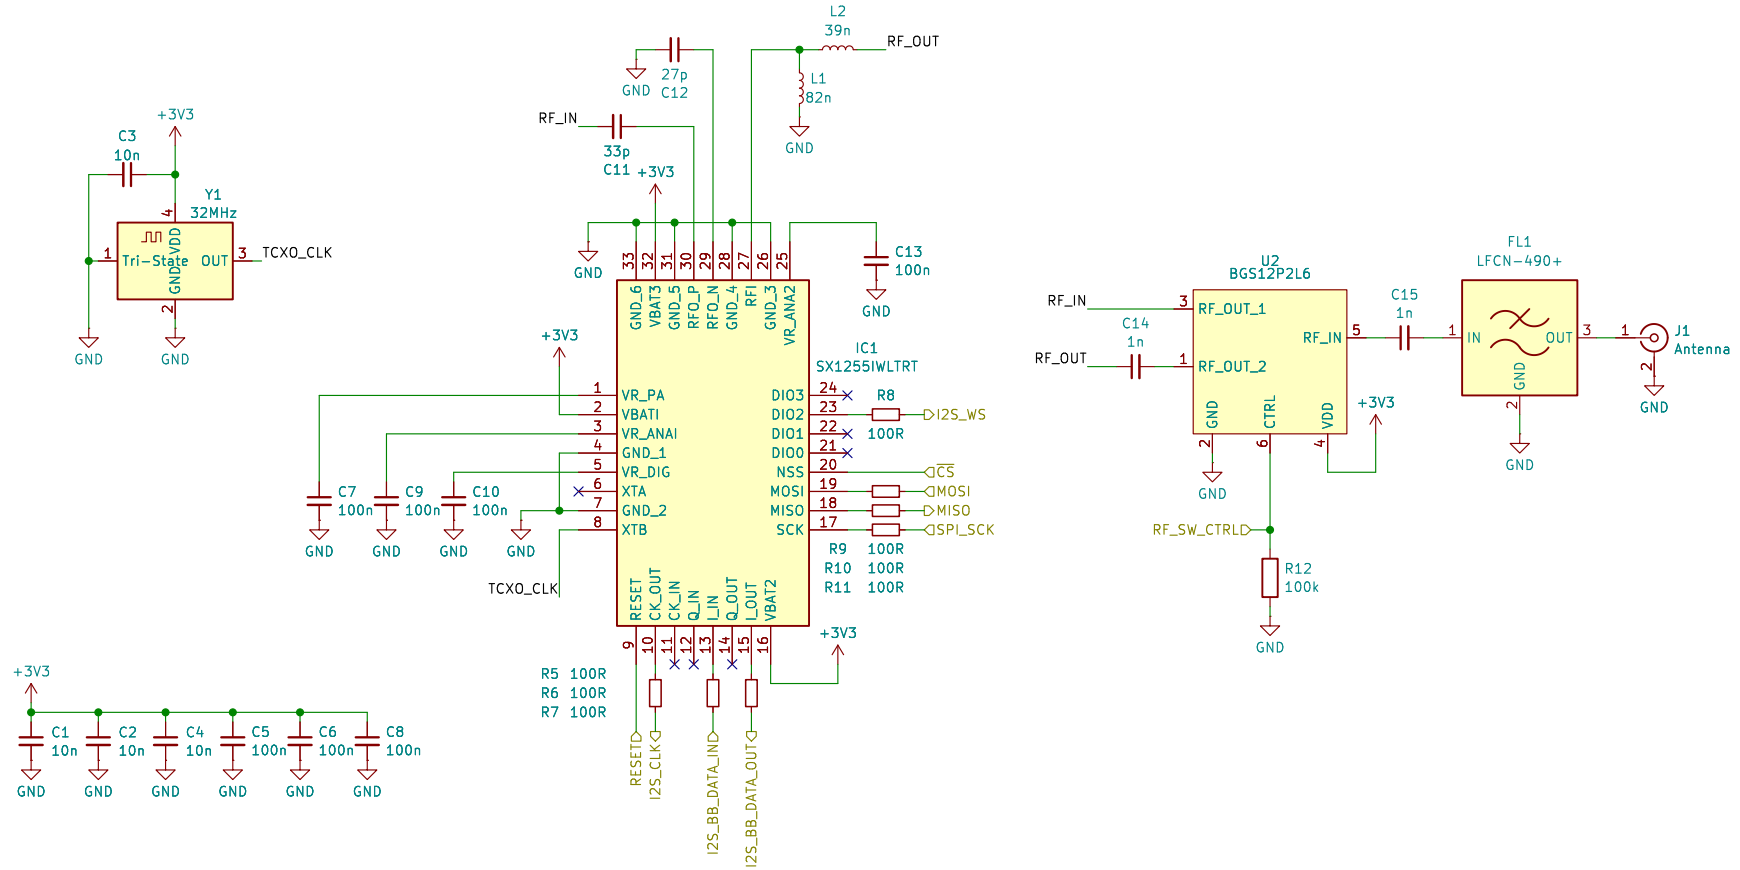 L2
39n
RF_OUT
GND
27p
C12
L1
82n
GND
RF_IN
33p
C11
+3V3
+3V3
C3
10n
Y1
32MHz
4
VDD
1
Tri-State
OUT
3
TCXO_CLK
GND
2
GND
GND
GND
33
32
31
30
29
28
27
26
25
GND_6
VBAT3
GND_5
RFO_P
RFO_N
GND_4
RFI
GND_3
VR_ANA2
C13
100n
GND
IC1
SX1255IWLTRT
+3V3
1
VR_PA
2
VBATI
3
VR_ANAI
4
GND_1
5
VR_DIG
6
XTA
7
GND_2
8
XTB
DIO3
24
DIO2
23
DIO1
22
DIO0
21
NSS
20
MOSI
19
MISO
18
SCK
17
R8
100R
I2S_WS
CS
MOSI
MISO
SPI_SCK
R9 100R
R10 100R
R11 100R
C7
100n
GND
C9
100n
GND
C10
100n
GND
GND
TCXO_CLK
RESET
CK_OUT
CK_IN
Q_IN
I_IN
Q_OUT
I_OUT
VBAT2
9
10
11
12
13
14
15
16
+3V3
R5 100R
R6 100R
R7 100R
RESET
I2S_CLK
I2S_BB_DATA_IN
I2S_BB_DATA_OUT
+3V3
C1
10n
GND
C2
10n
GND
C4
10n
GND
C5
100n
GND
C6
100n
GND
C8
100n
GND
U2
BGS12P2L6
RF_IN
3
RF_OUT_1
RF_OUT
C14
1n
1
RF_OUT_2
RF_IN
5
GND
CTRL
VDD
2
6
4
GND
+3V3
RF_SW_CTRL
R12
100k
GND
C15
1n
FL1
LFCN-490+
1
IN
OUT
3
GND
2
GND
1
J1
Antenna
2
GND